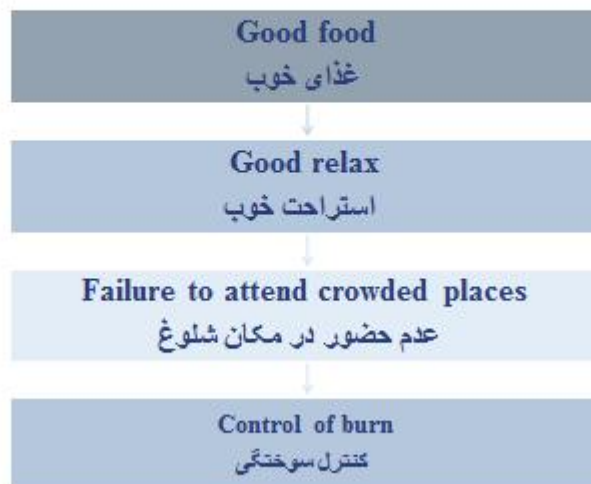 Good food
غذای خوب
Good relax
استراحت خوب
Failure to attend crowded places
عدم حضور در مکان شلوغ
Control of burn
کنترل سوختگی